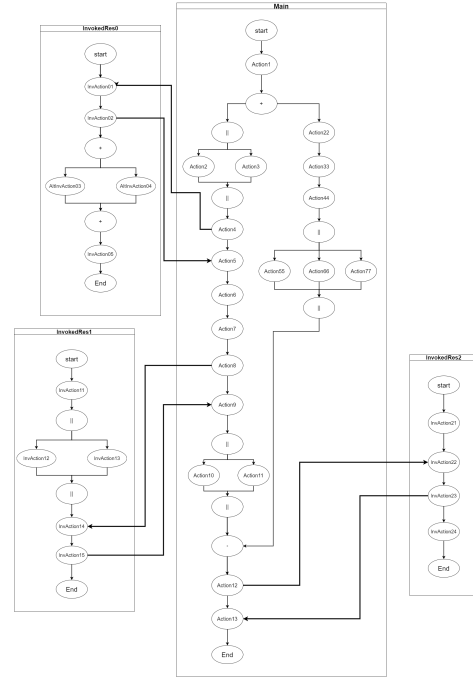 Main
start
Action1
+
||
Action2
Action3
||
Action4
Action5
Action6
Action7
Action8
Action9
||
Action10
Action11
||
-
Action12
Action13
End
Action22
Action33
Action44
||
Action55
Action66
Action77
||
InvokedRes0
start
InvAction01
InvAction02
+
AltInvAction03
AltInvAction04
+
InvAction05
End
InvokedRes1
start
InvAction11
||
InvAction12
InvAction13
||
InvAction14
InvAction15
End
InvokedRes2
start
InvAction21
InvAction22
InvAction23
InvAction24
End